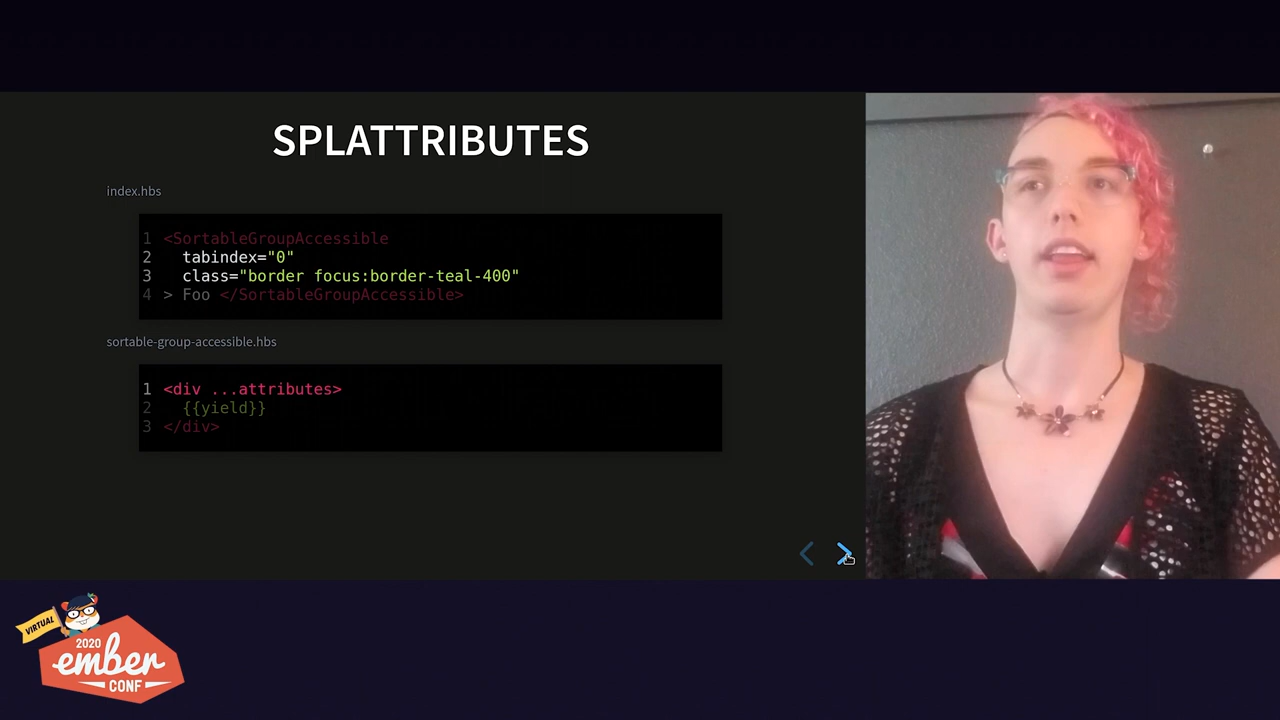 SPLATTRIBUTES
index.hbs
1 <SortableGroupAccessible
2   tabindex="0"
3   class="border focus:border-teal-400"
4 > Foo </SortableGroupAccessible>
sortable-group-accessible.hbs
1 <div ...attributes>
2   {{yield}}
3 </div>
VIRTUAL
2020
ember
CONF